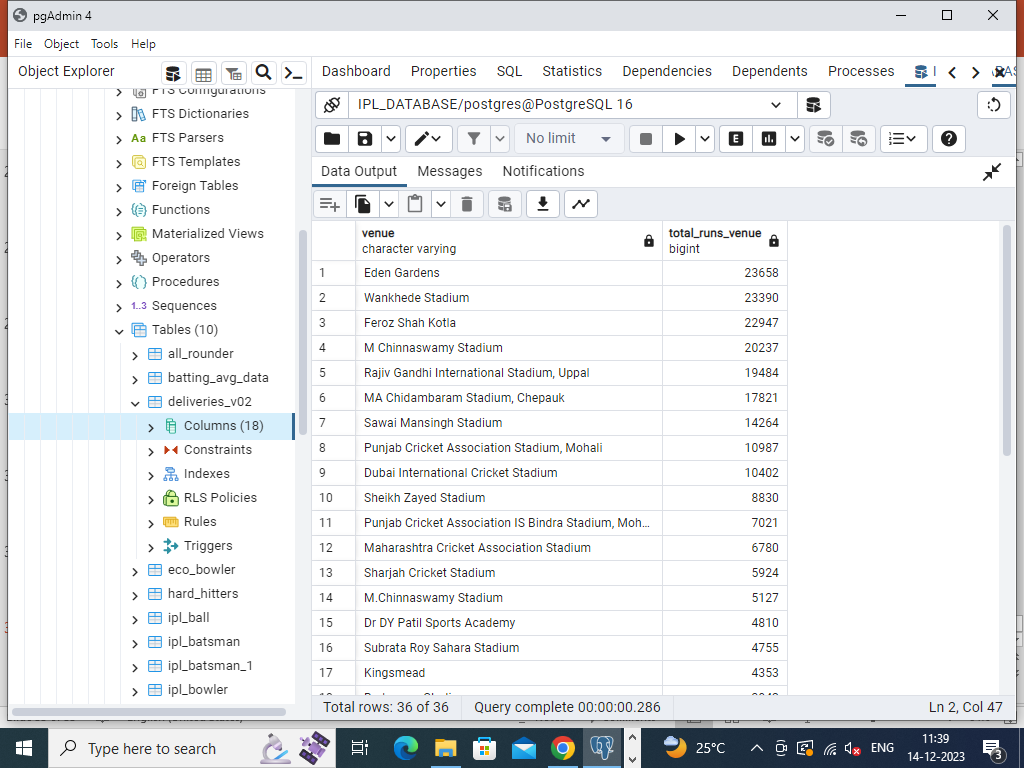 pgAdmin 4
File Object Tools Help
Object Explorer
Dashboard Properties SQL Statistics Dependencies Dependents Processes
FTS Configurations
FTS Dictionaries
Aa FTS Parsers
FTS Templates
Foreign Tables
Functions
Materialized Views
Operators
Procedures
1..3 Sequences
Tables (10)
all_rounder
batting_avg_data
deliveries_v02
Columns (18)
Constraints
Indexes
RLS Policies
Rules
Triggers
eco_bowler
hard_hitters
ipl_ball
ipl_batsman
ipl_batsman_1
ipl_bowler
IPL_DATABASE/postgres@PostgreSQL 16
No limit
E
Data Output Messages Notifications
venue
character varying
total_runs_venue
bigint
1 Eden Gardens 23658
2 Wankhede Stadium 23390
3 Feroz Shah Kotla 22947
4 M Chinnaswamy Stadium 20237
5 Rajiv Gandhi International Stadium, Uppal 19484
6 MA Chidambaram Stadium, Chepauk 17821
7 Sawai Mansingh Stadium 14264
8 Punjab Cricket Association Stadium, Mohali 10987
9 Dubai International Cricket Stadium 10402
10 Sheikh Zayed Stadium 8830
11 Punjab Cricket Association IS Bindra Stadium, Moh... 7021
12 Maharashtra Cricket Association Stadium 6780
13 Sharjah Cricket Stadium 5924
14 M.Chinnaswamy Stadium 5127
15 Dr DY Patil Sports Academy 4810
16 Subrata Roy Sahara Stadium 4755
17 Kingsmead 4353
Total rows: 36 of 36 Query complete 00:00:00.286 Ln 2, Col 47
Type here to search
25°C
ENG
11:39
14-12-2023
3